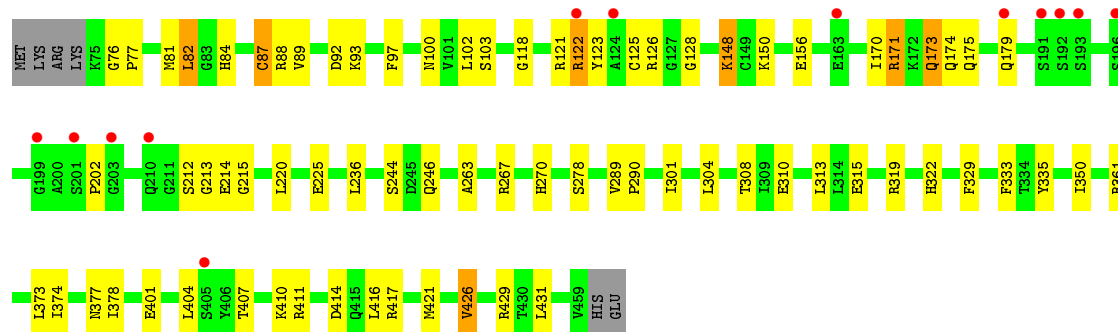 MET LYS ARG LYS K75 G76 P77 M81 L82 G83 H84 C87 R88 V89 D92 K93 F97 N100 V101 L102 S103 G118 R121 R122 Y123 A124 C125 R126 G127 G128 K148 C149 K150 E156 E163 I170 R171 K172 Q173 Q174 Q175 Q179 S191 S192 S193 S196
G199 A200 S201 P202 G203 Q210 G211 S212 G213 E214 G215 L220 E225 L236 S244 D245 Q246 A263 R267 H270 S278 V289 P290 I301 L304 T308 I309 E310 L313 L314 E315 R319 H322 F329 F333 T334 Y335 I350
L373 I374 N377 I378 E401 L404 S405 Y406 T407 K410 R411 D414 Q415 L416 R417 M421 V426 R429 T430 L431 V459 HIS GLU